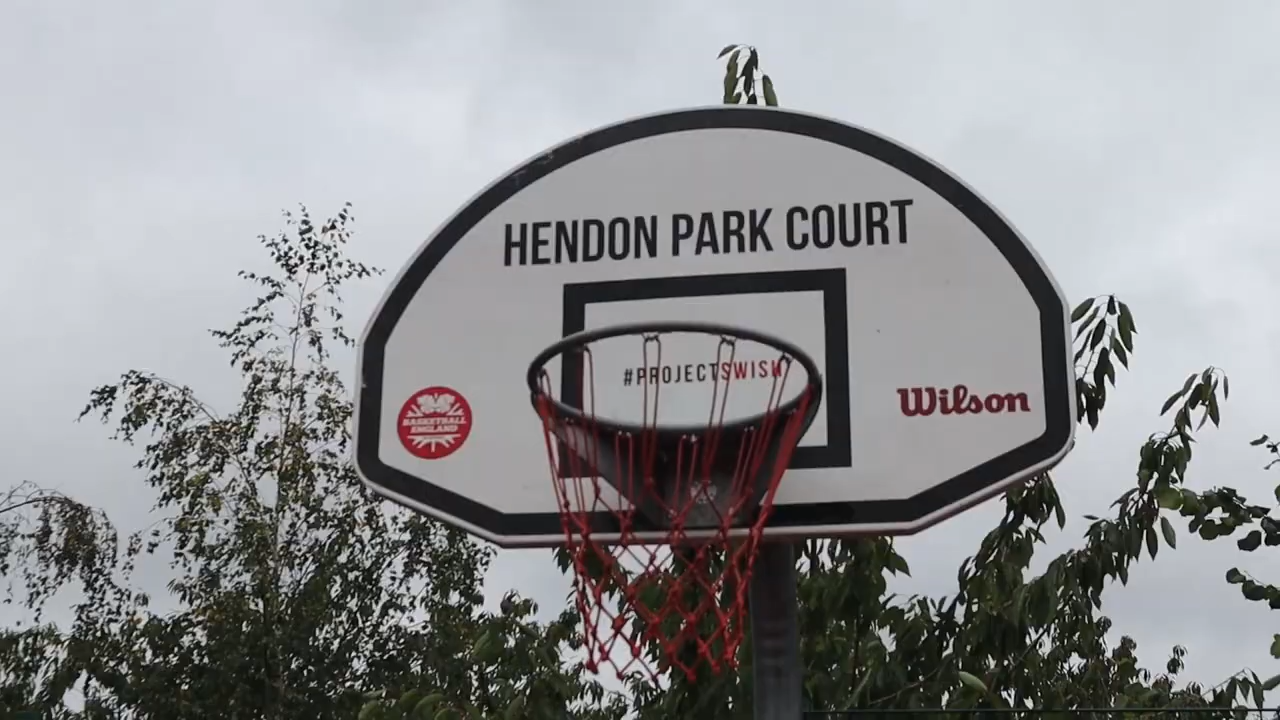 HENDON PARK COURT
#PROJECTSWISH
BASKETBALL
ENGLAND
Wilson